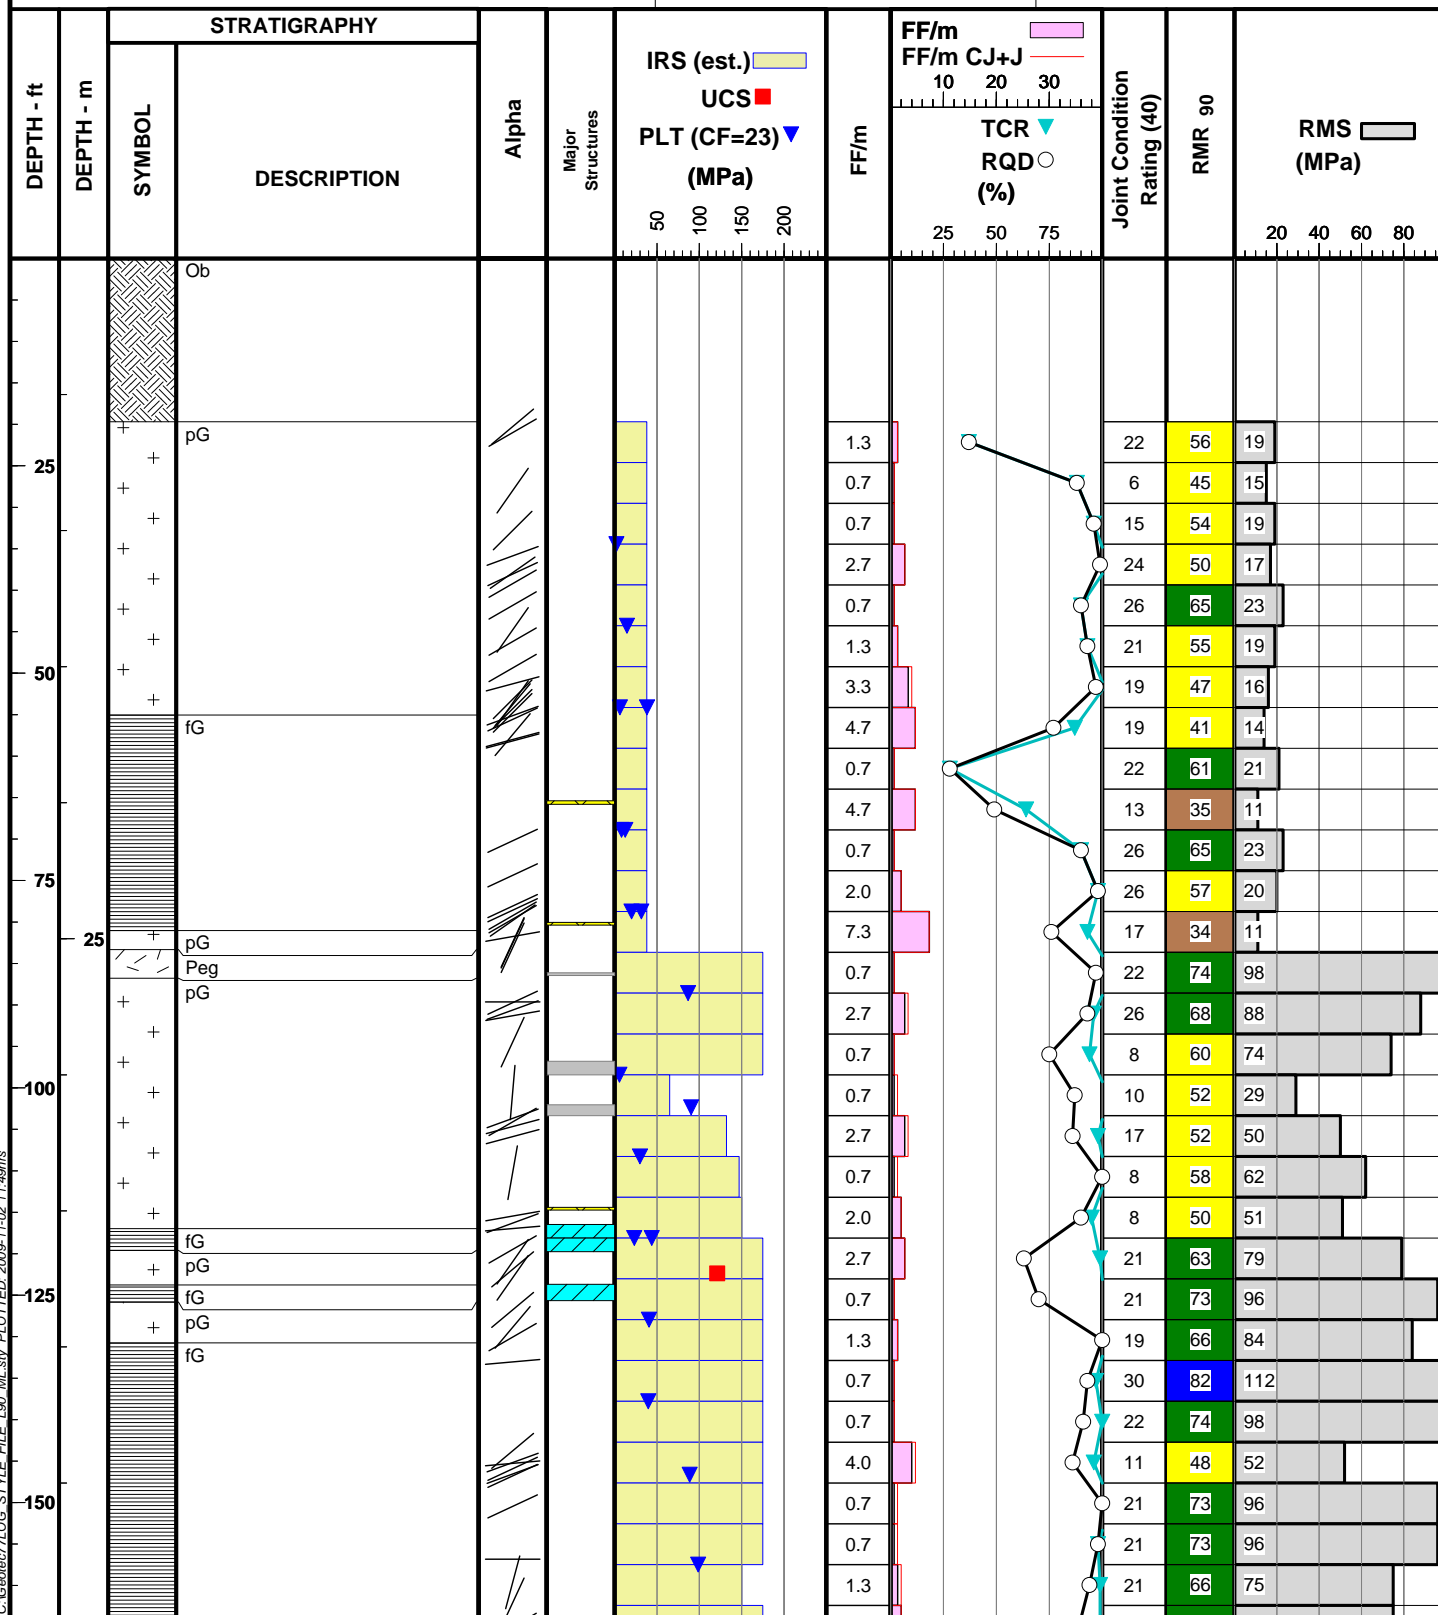 STRATIGRAPHY
DEPTH - ft
DEPTH - m
SYMBOL
DESCRIPTION
Alpha
Major
Structures
IRS (est.)
UCS
PLT (CF=23)
(MPa)
50 100 150 200
FF/m
FF/m
FF/m CJ+J
10 20 30
TCR
RQD
(%)
25 50 75
Joint Condition
Rating (40)
RMR 90
RMS
(MPa)
20 40 60 80
Ob
pG
1.3 22 56 19
25
0.7 6 45 15
0.7 15 54 19
2.7 24 50 17
0.7 26 65 23
1.3 21 55 19
50
3.3 19 47 16
fG
4.7 19 41 14
0.7 22 61 21
4.7 13 35 11
0.7 26 65 23
75
2.0 26 57 20
25
pG
7.3 17 34 11
Peg
0.7 22 74 98
pG
2.7 26 68 88
0.7 8 60 74
100
0.7 10 52 29
2.7 17 52 50
0.7 8 58 62
2.0 8 50 51
fG
pG
2.7 21 63 79
125
fG
0.7 21 73 96
pG
1.3 19 66 84
fG
0.7 30 82 112
0.7 22 74 98
4.0 11 48 52
150
0.7 21 73 96
0.7 21 73 96
1.3 21 66 75